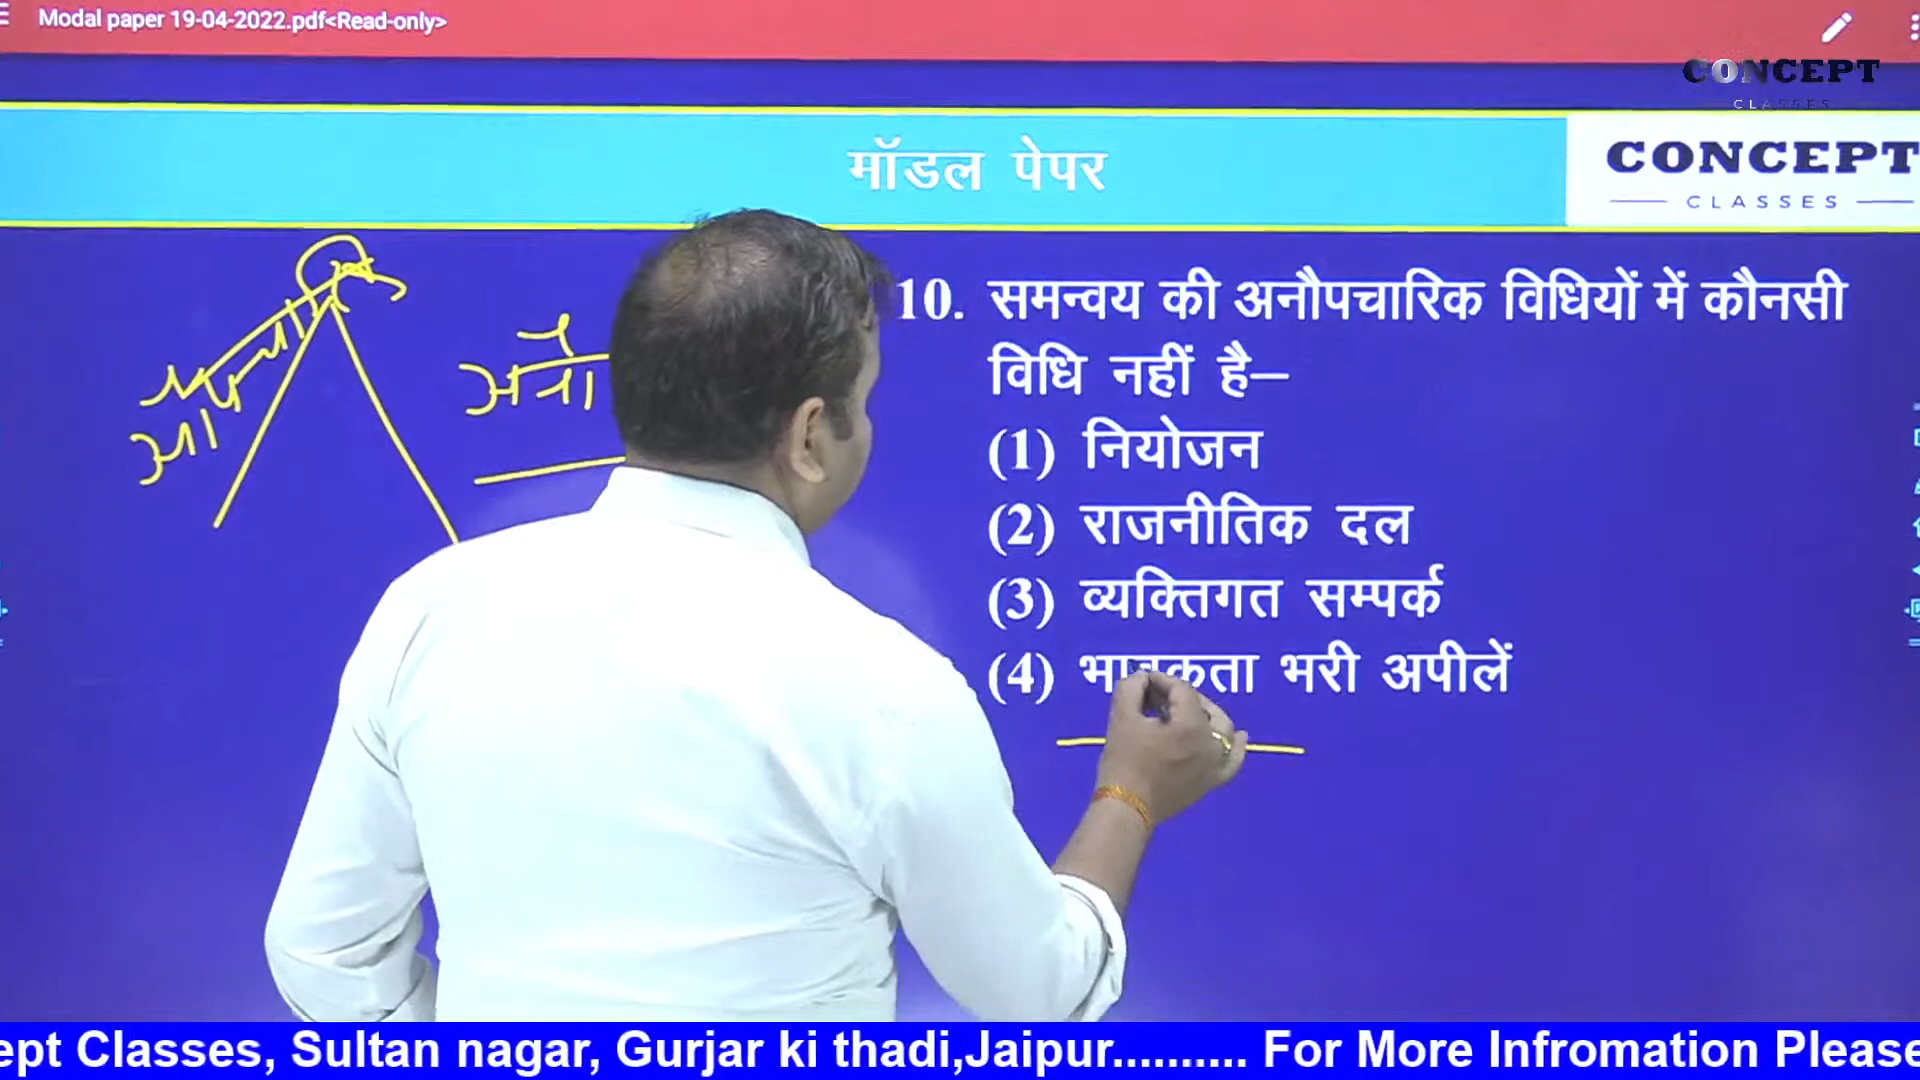 Modal paper 19-04-2022.pdf<Read-only>
CONCEPT
CLASSES
मॉडल पेपर
CONCEPT
CLASSES
10. समन्वय की अनौपचारिक विधियों में कौनसी
विधि नहीं है–
(1) नियोजन
(2) राजनीतिक दल
(3) व्यक्तिगत सम्पर्क
(4) भावकता भरी अपीलें
ept Classes, Sultan nagar, Gurjar ki thadi,Jaipur.......... For More Infromation Please